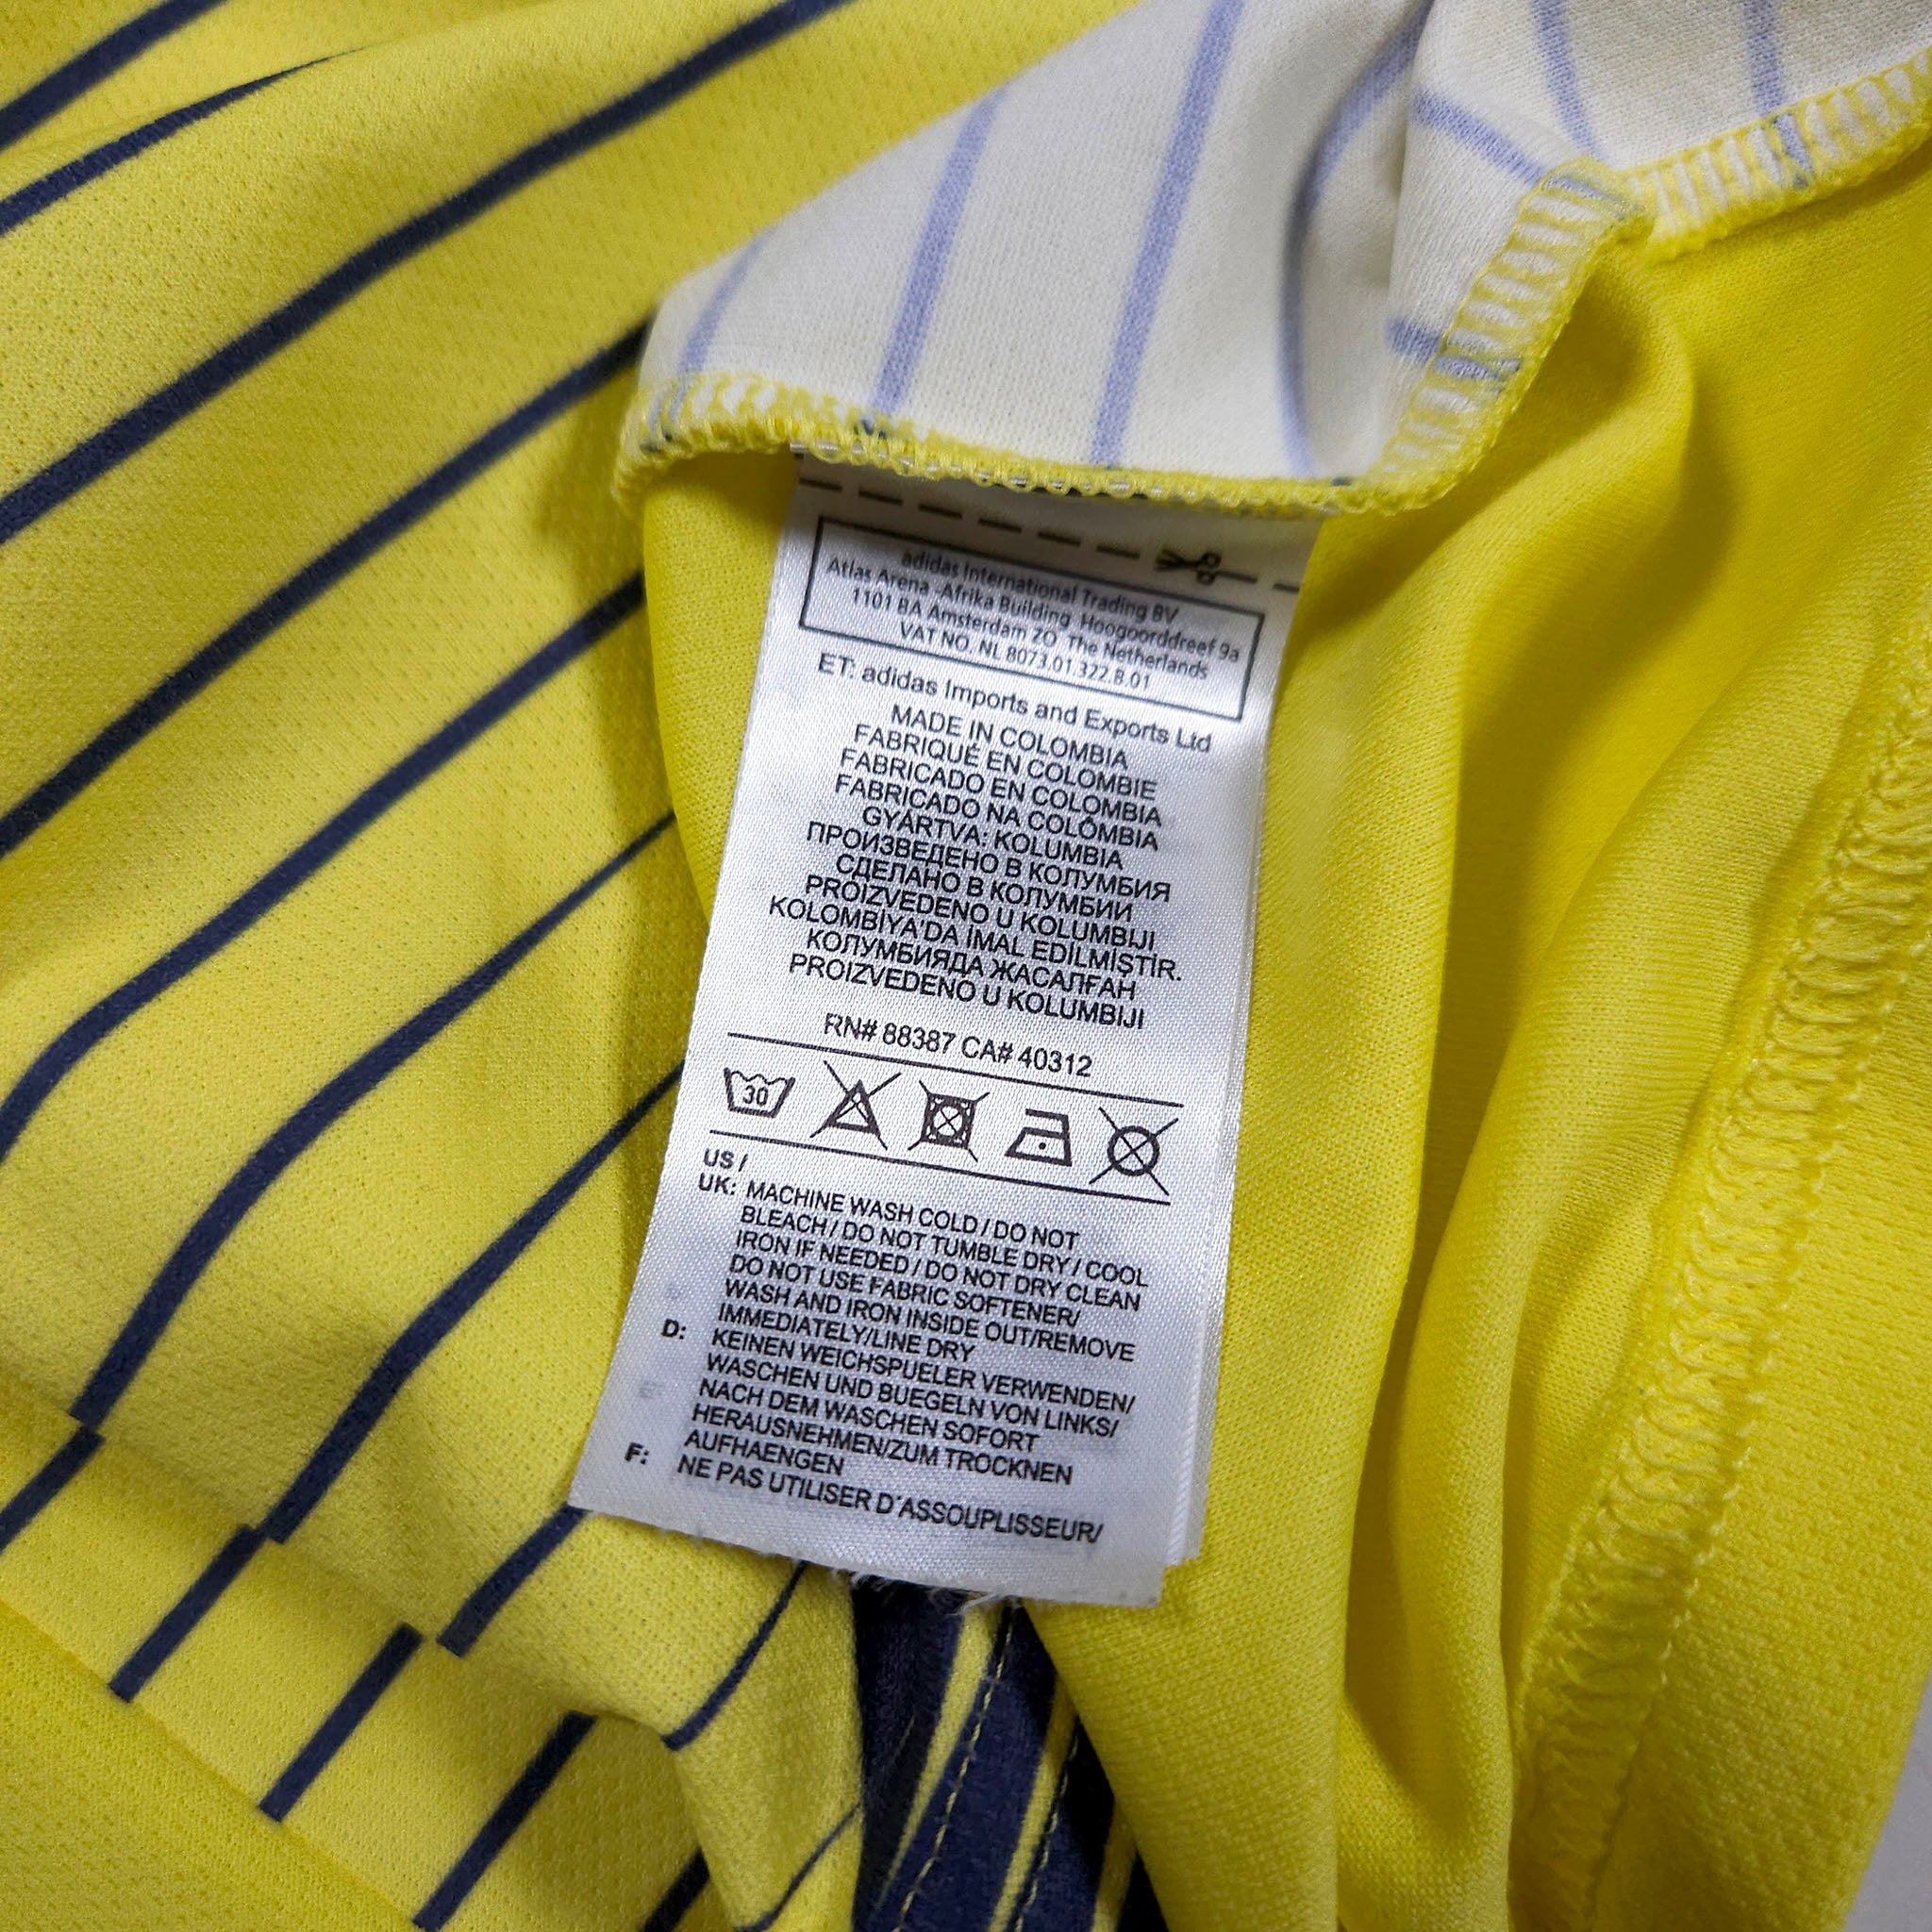 adidas International Trading BV
Atlas Arena -Afrika Building Hoogoorddreef 9a
1101 BA Amsterdam ZO The Netherlands
VAT NO. NL 8073.01.322.B.01
ET: adidas Imports and Exports Ltd
MADE IN COLOMBIA
FABRIQUÉ EN COLOMBIE
FABRICADO EN COLOMBIA
FABRICADO NA COLÔMBIA
GYÁRTVA: KOLUMBIA
ПРОИЗВЕДЕНО В КОЛУМБИЯ
СДЕЛАНО В КОЛУМБИИ
PROIZVEDENO U KOLUMBIJI
KOLOMBİYA'DA İMAL EDİLMİŞTİR.
КОЛУМБИЯДА ЖАСАЛҒАН
PROIZVEDENO U KOLUMBIJI
RN# 88387 CA# 40312
30
US /
UK: MACHINE WASH COLD / DO NOT
BLEACH / DO NOT TUMBLE DRY / COOL
IRON IF NEEDED / DO NOT DRY CLEAN
DO NOT USE FABRIC SOFTENER/
WASH AND IRON INSIDE OUT/REMOVE
IMMEDIATELY/LINE DRY
D: KEINEN WEICHSPUELER VERWENDEN/
WASCHEN UND BUEGELN VON LINKS/
NACH DEM WASCHEN SOFORT
HERAUSNEHMEN/ZUM TROCKNEN
AUFHAENGEN
F: NE PAS UTILISER D'ASSOUPLISSEUR/